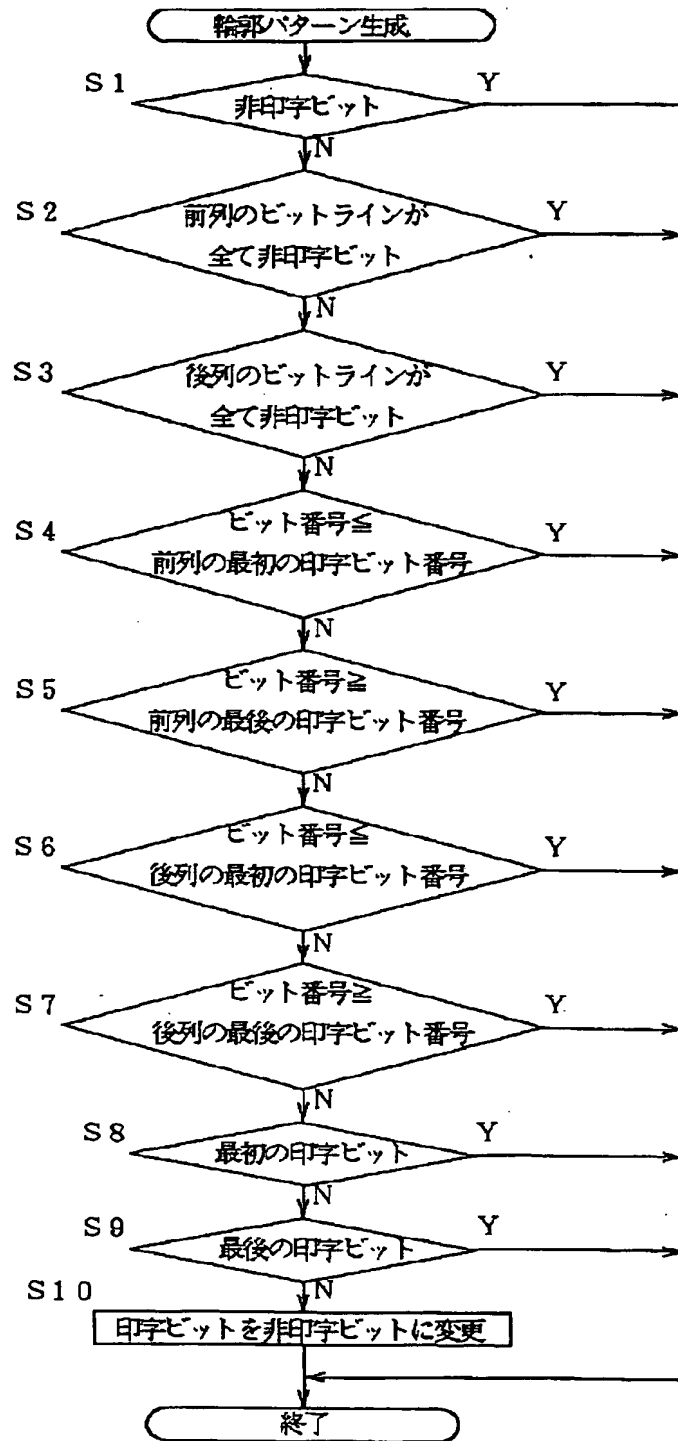 輪郭パターン生成
S1
非印字ビット
Y
N
S2
前列のビットラインが
全て非印字ビット
Y
N
S3
後列のビットラインが
全て非印字ビット
Y
N
S4
ビット番号≦
前列の最初の印字ビット番号
Y
N
S5
ビット番号≧
前列の最後の印字ビット番号
Y
N
S6
ビット番号≦
後列の最初の印字ビット番号
Y
N
S7
ビット番号≧
後列の最後の印字ビット番号
Y
N
S8
最初の印字ビット
Y
N
S9
最後の印字ビット
Y
N
S10
印字ビットを非印字ビットに変更
終了